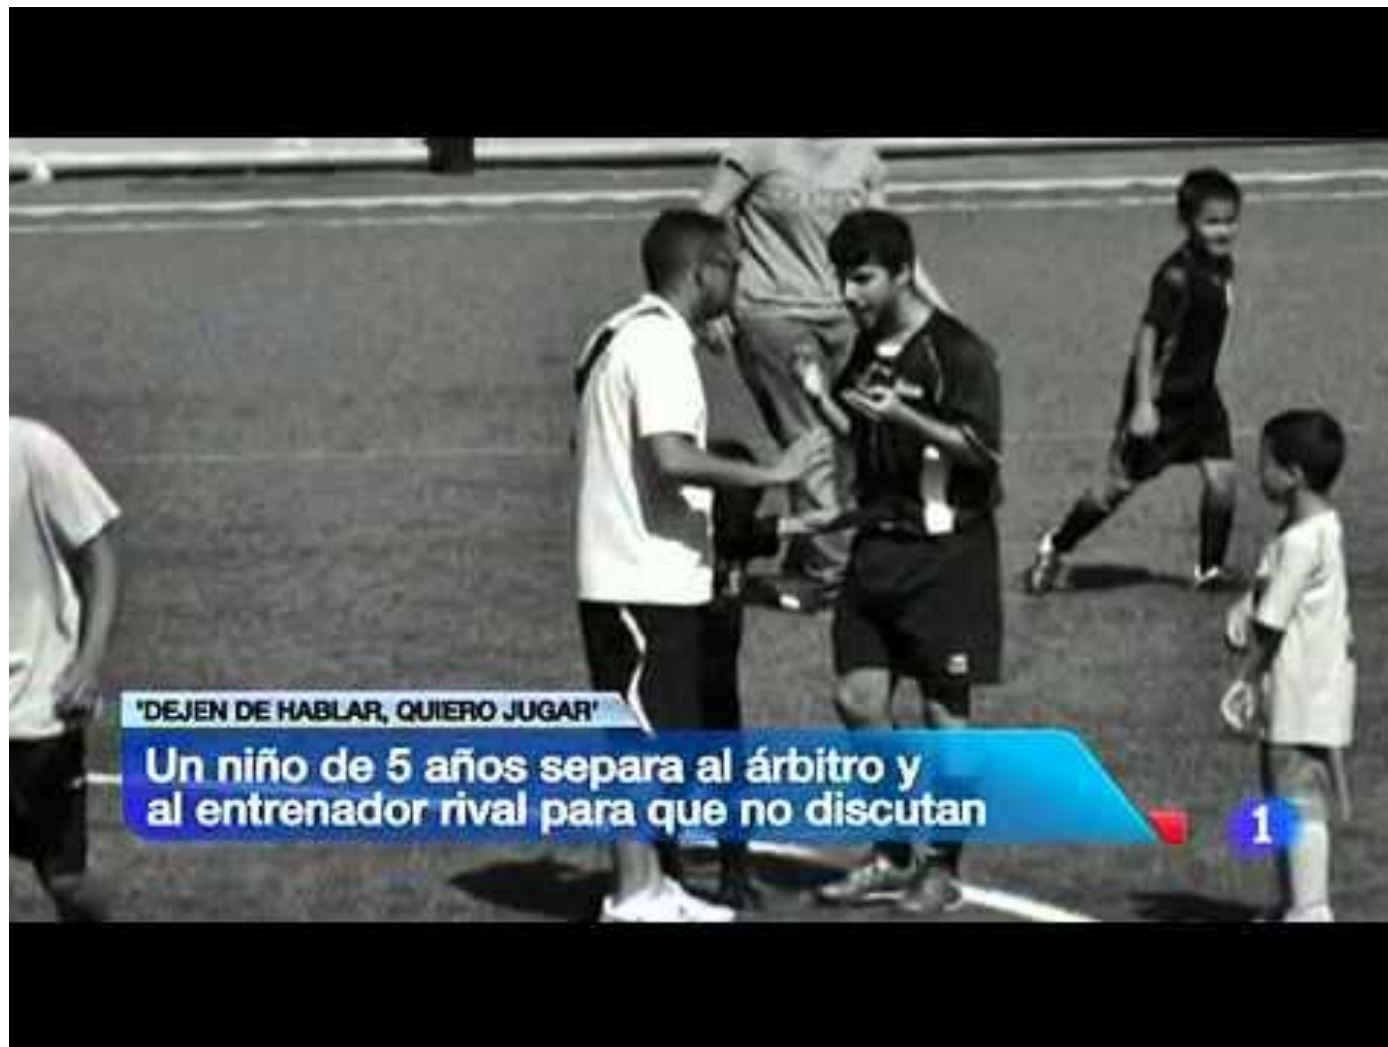 'DEJEN DE HABLAR, QUIERO JUGAR'
Un niño de 5 años separa al árbitro y
al entrenador rival para que no discutan
1